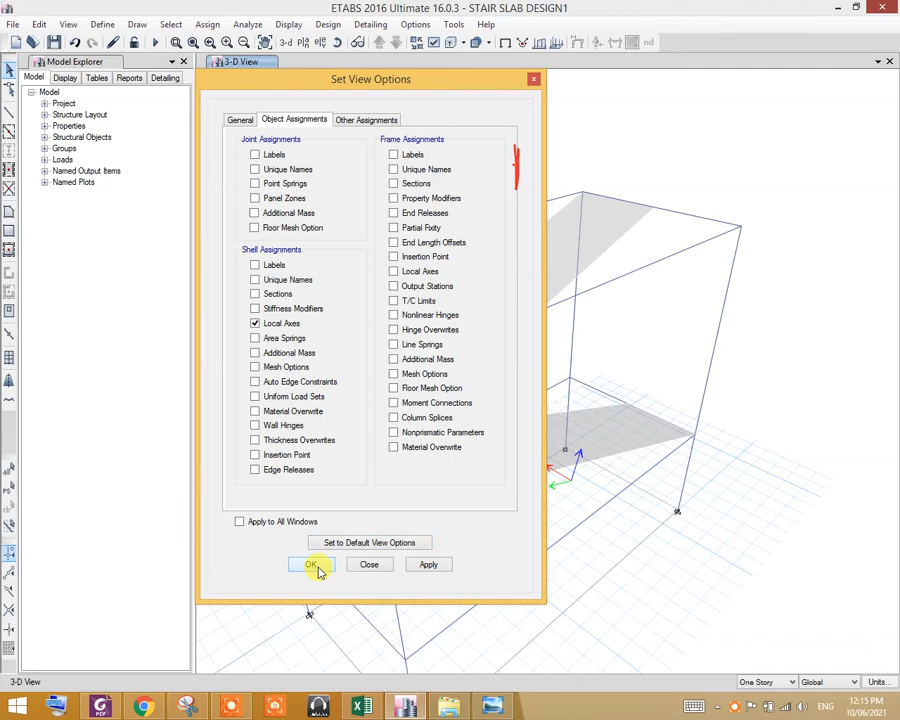 ETABS 2016 Ultimate 16.0.3 - STAIR SLAB DESIGN1
File Edit View Define Draw Select Assign Analyze Display Design Detailing Options Tools Help
3-d nd
Model Explorer
3-D View
Model Display Tables Reports Detailing
Model
Project
Structure Layout
Properties
Structural Objects
Groups
Loads
Named Output Items
Named Plots
Set View Options
General Object Assignments Other Assignments
Joint Assignments
Labels
Unique Names
Point Springs
Panel Zones
Additional Mass
Floor Mesh Option
Shell Assignments
Labels
Unique Names
Sections
Stiffness Modifiers
Local Axes
Area Springs
Additional Mass
Mesh Options
Auto Edge Constraints
Uniform Load Sets
Material Overwrite
Wall Hinges
Thickness Overwrites
Insertion Point
Edge Releases
Frame Assignments
Labels
Unique Names
Sections
Property Modifiers
End Releases
Partial Fixity
End Length Offsets
Insertion Point
Local Axes
Output Stations
T/C Limits
Nonlinear Hinges
Hinge Overwrites
Line Springs
Additional Mass
Mesh Options
Floor Mesh Option
Moment Connections
Column Splices
Nonprismatic Parameters
Material Overwrite
Apply to All Windows
Set to Default View Options
OK Close Apply
3-D View
One Story Global Units...
ENG
12:15 PM
10/06/2021